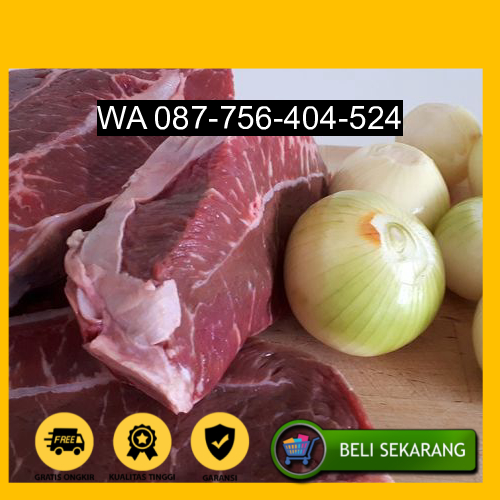 WA 087-756-404-524
FREE
GRATIS ONGKIR
KUALITAS TINGGI
GARANSI
BELI SEKARANG